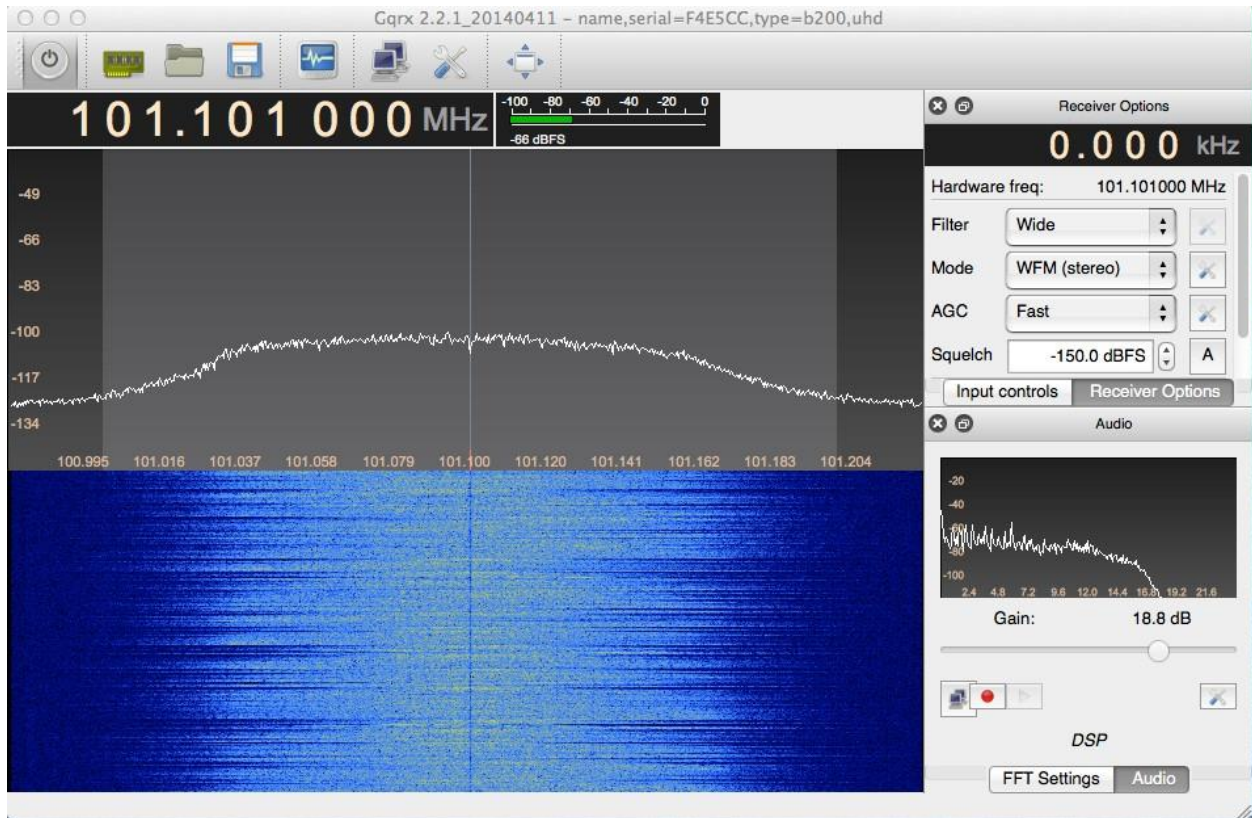 Gqrx 2.2.1_20140411 – name,serial=F4E5CC,type=b200,uhd
101.101 000 MHz
-100 -80 -60 -40 -20 0
-66 dBFS
-49
-66
-83
-100
-117
-134
100.995 101.016 101.037 101.058 101.079 101.100 101.120 101.141 101.162 101.183 101.204
Receiver Options
0.000 kHz
Hardware freq: 101.101000 MHz
Filter Wide
Mode WFM (stereo)
AGC Fast
Squelch -150.0 dBFS A
Input controls Receiver Options
Audio
-20
-40
-60
-80
-100
2.4 4.8 7.2 9.6 12.0 14.4 16.8 19.2 21.6
Gain: 18.8 dB
DSP
FFT Settings Audio